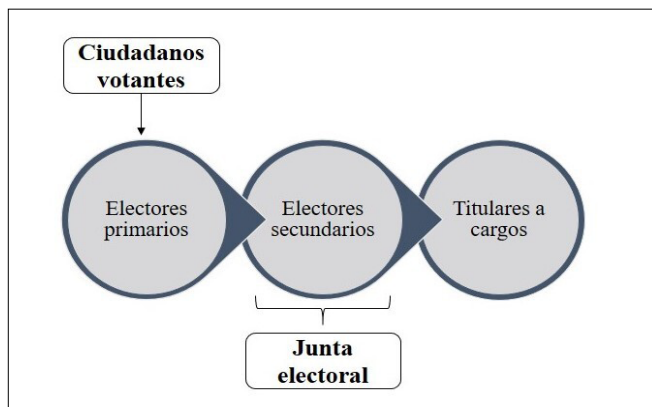 Ciudadanos
votantes
Electores
primarios
Electores
secundarios
Titulares a
cargos
Junta
electoral